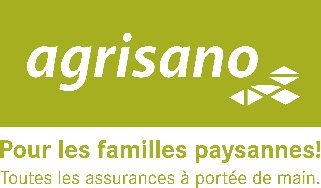 agrisano
Pour les familles paysannes!
Toutes les assurances à portée de main.